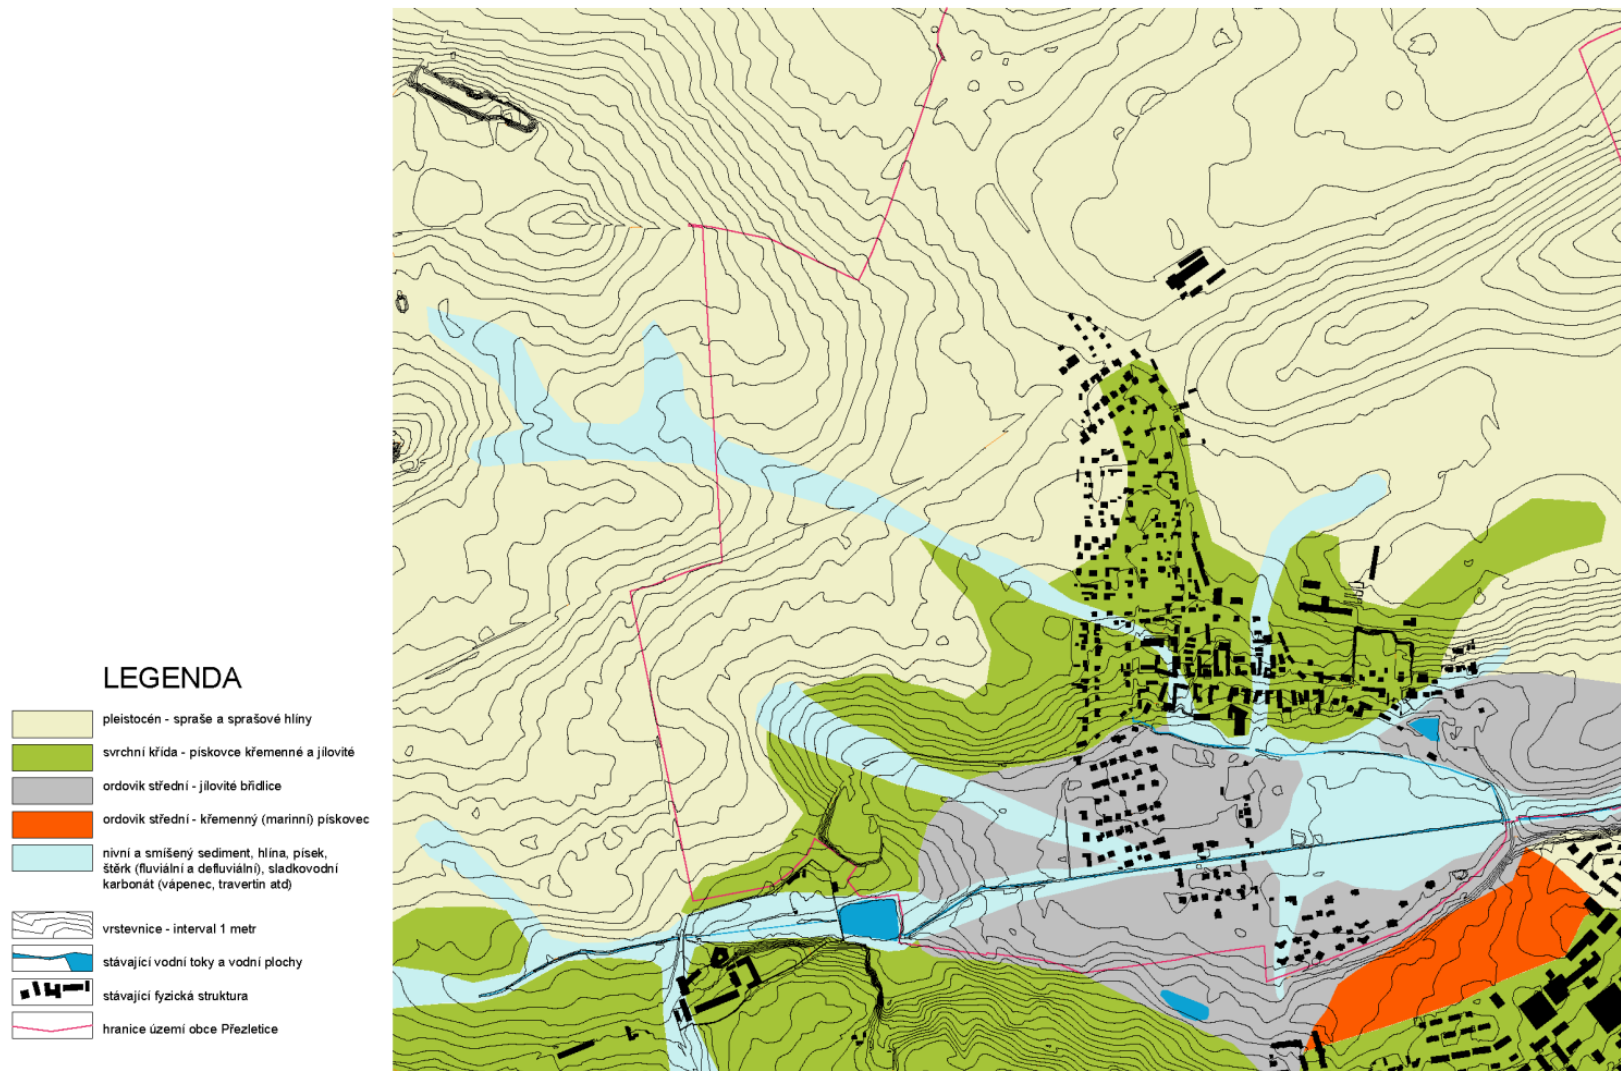 LEGENDA
pleistocén - spraše a sprašové hlíny
svrchní křída - pískovce křemenné a jílovité
ordovik střední - jílovité břidlice
ordovik střední - křemenný (marinní) pískovec
nivní a smíšený sediment, hlína, písek,
štěrk (fluviální a defluviální), sladkovodní
karbonát (vápenec, travertin atd)
vrstevnice - interval 1 metr
stávající vodní toky a vodní plochy
stávající fyzická struktura
hranice území obce Přezletice